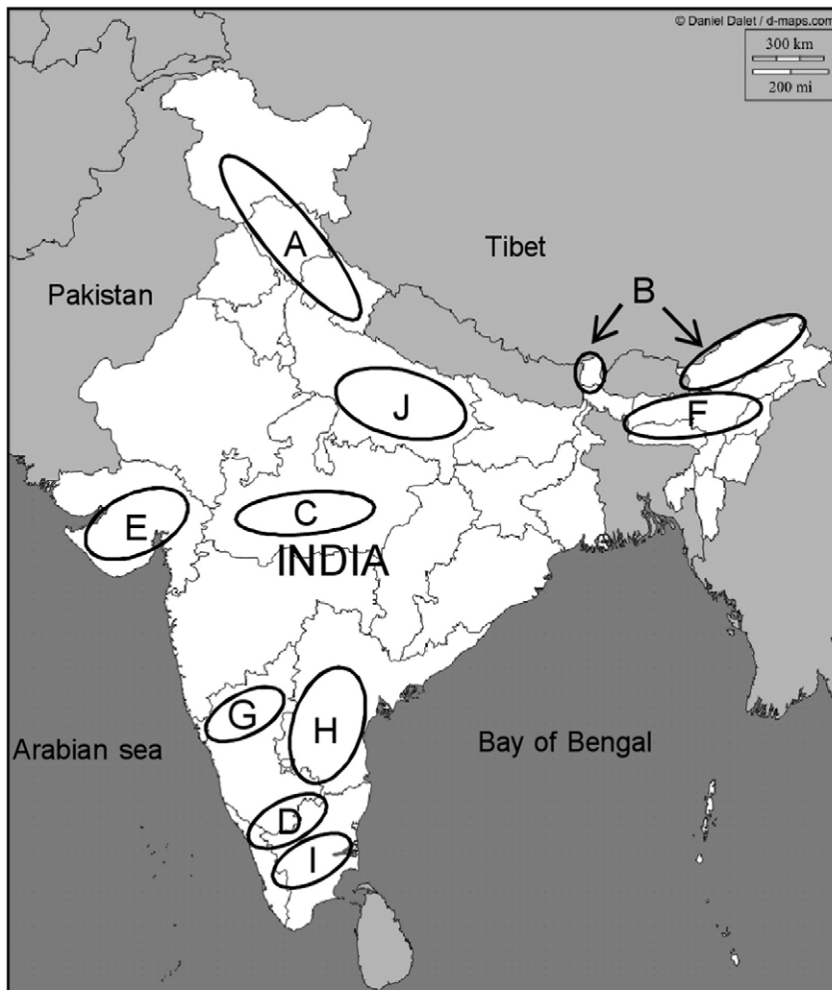 © Daniel Dalet / d-maps.com
300 km
200 mi
A
Tibet
Pakistan
B
J
F
E
C
INDIA
G
H
Arabian sea
Bay of Bengal
D
I